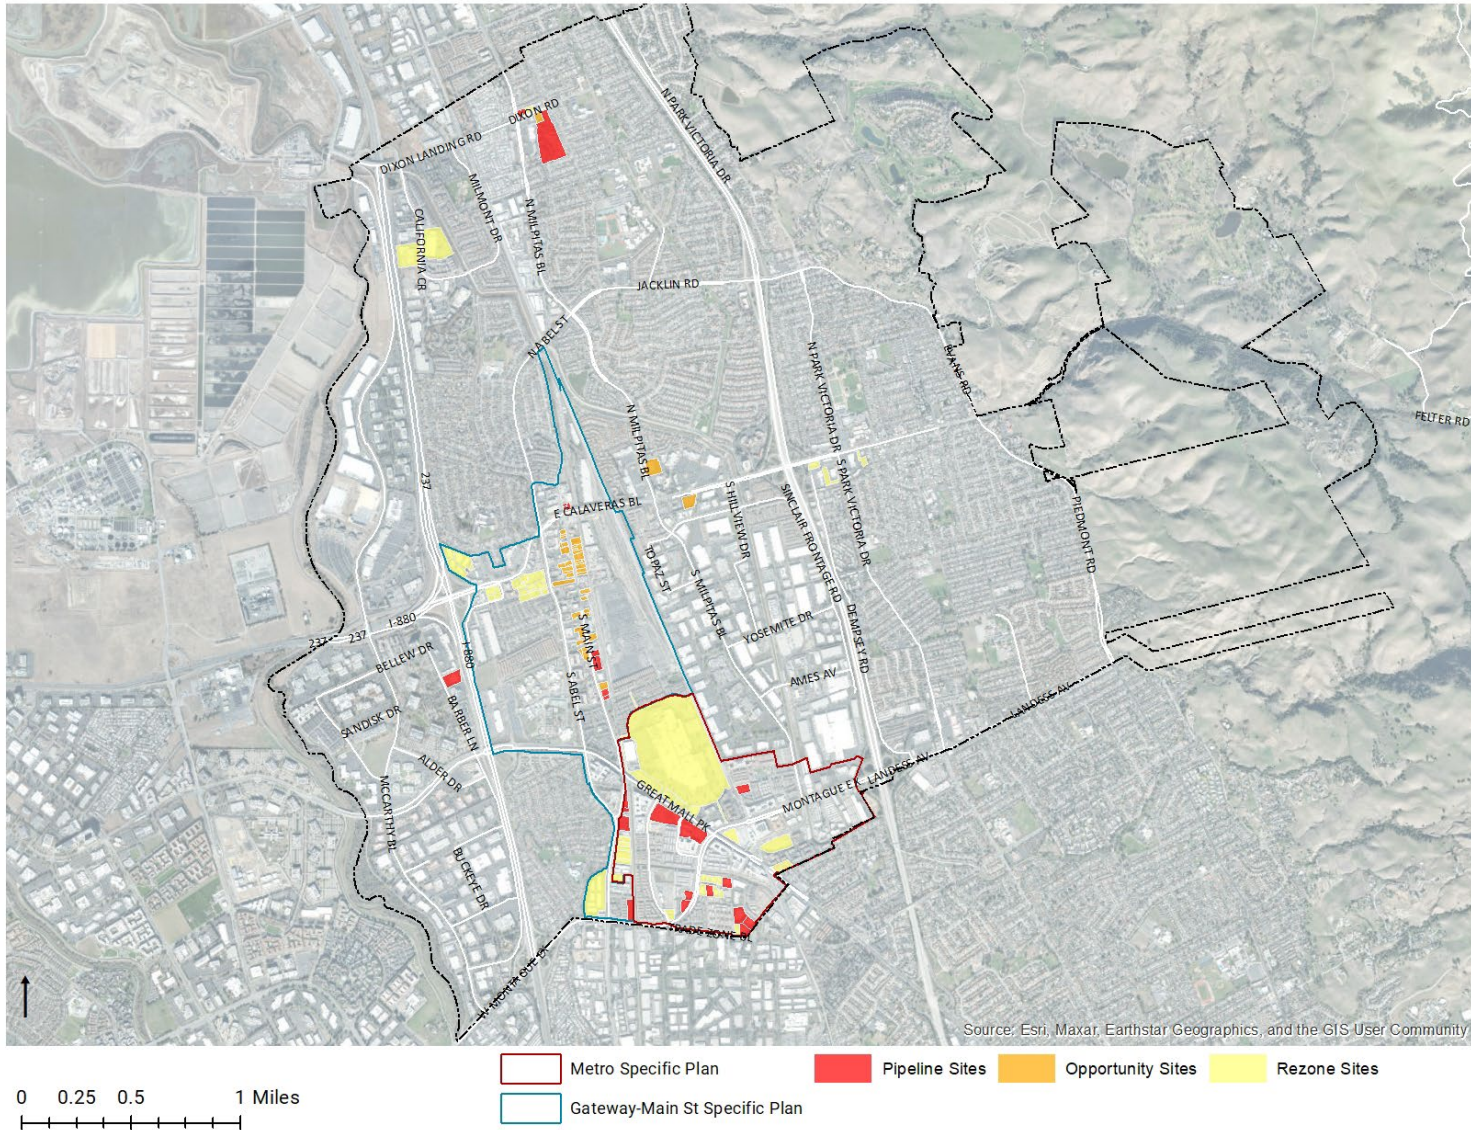 N PARK VICTORIA DR
DIXON RD
DIXON LANDING RD
MILMONT DR
N MILPITAS BL
CALIFORNIA CR
JACKLIN RD
N ABEL ST
N PARK VICTORIA DR
EVANS RD
FELTER RD
N MILPITAS BL
237
S PARK VICTORIA DR
E CALAVERAS BL
S HILLVIEW DR
SINCLAIR FRONTAGE RD
PIEDMONT RD
TOPAZ ST
S MILPITAS BL
YOSEMITE DR
DEMPSEY RD
237
237
I-880
I-880
BELLEW DR
S MAIN ST
S ABEL ST
AMES AV
LANDESS AV
BARBER LN
SANDISK DR
ALDER DR
GREAT MALL PK
MONTAGUE EX
LANDESS AV
MCCARTHY BL
BUCKEYE DR
W MONTAGUE EX
Source: Esri, Maxar, Earthstar Geographics, and the GIS User Community
Metro Specific Plan
Pipeline Sites
Opportunity Sites
Rezone Sites
0 0.25 0.5 1 Miles
Gateway-Main St Specific Plan